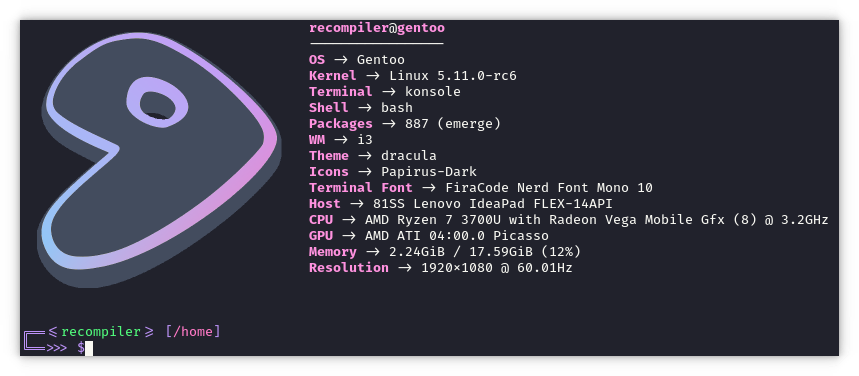 recompiler@gentoo
-----------------
OS -> Gentoo
Kernel -> Linux 5.11.0-rc6
Terminal -> konsole
Shell -> bash
Packages -> 887 (emerge)
WM -> i3
Theme -> dracula
Icons -> Papirus-Dark
Terminal Font -> FiraCode Nerd Font Mono 10
Host -> 81SS Lenovo IdeaPad FLEX-14API
CPU -> AMD Ryzen 7 3700U with Radeon Vega Mobile Gfx (8) @ 3.2GHz
GPU -> AMD ATI 04:00.0 Picasso
Memory -> 2.24GiB / 17.59GiB (12%)
Resolution -> 1920×1080 @ 60.01Hz
╔══≤recompiler≥ [/home]
╚══>>> $